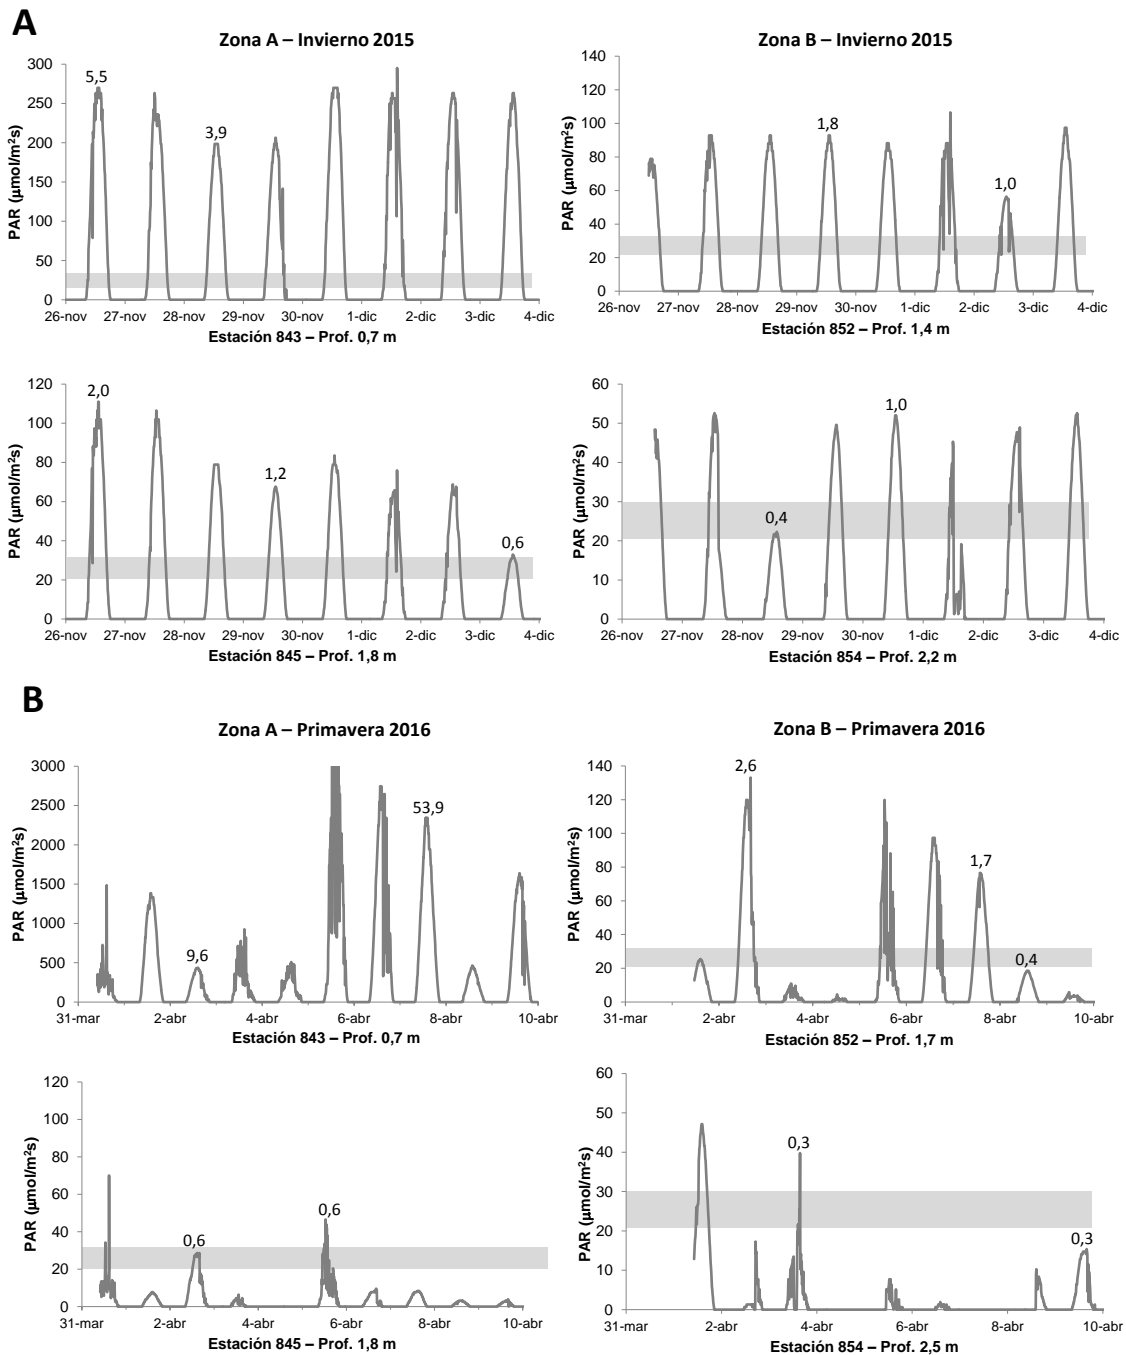 A
Zona A – Invierno 2015
PAR (µmol/m²s)
300
250
200
150
100
50
0
5,5
3,9
26-nov 27-nov 28-nov 29-nov 30-nov 1-dic 2-dic 3-dic 4-dic
Estación 843 – Prof. 0,7 m
Zona B – Invierno 2015
PAR (µmol/m²s)
140
120
100
80
60
40
20
0
1,8
1,0
26-nov 27-nov 28-nov 29-nov 30-nov 1-dic 2-dic 3-dic 4-dic
Estación 852 – Prof. 1,4 m
PAR (µmol/m²s)
120
100
80
60
40
20
0
2,0
1,2
0,6
26-nov 27-nov 28-nov 29-nov 30-nov 1-dic 2-dic 3-dic 4-dic
Estación 845 – Prof. 1,8 m
PAR (µmol/m²s)
60
50
40
30
20
10
0
0,4
1,0
26-nov 27-nov 28-nov 29-nov 30-nov 1-dic 2-dic 3-dic 4-dic
Estación 854 – Prof. 2,2 m
B
Zona A – Primavera 2016
PAR (µmol/m²s)
3000
2500
2000
1500
1000
500
0
9,6
53,9
31-mar 2-abr 4-abr 6-abr 8-abr 10-abr
Estación 843 – Prof. 0,7 m
Zona B – Primavera 2016
PAR (µmol/m²s)
140
120
100
80
60
40
20
0
2,6
1,7
0,4
31-mar 2-abr 4-abr 6-abr 8-abr 10-abr
Estación 852 – Prof. 1,7 m
PAR (µmol/m²s)
120
100
80
60
40
20
0
0,6
0,6
31-mar 2-abr 4-abr 6-abr 8-abr 10-abr
Estación 845 – Prof. 1,8 m
PAR (µmol/m²s)
60
50
40
30
20
10
0
0,3
0,3
31-mar 2-abr 4-abr 6-abr 8-abr 10-abr
Estación 854 – Prof. 2,5 m